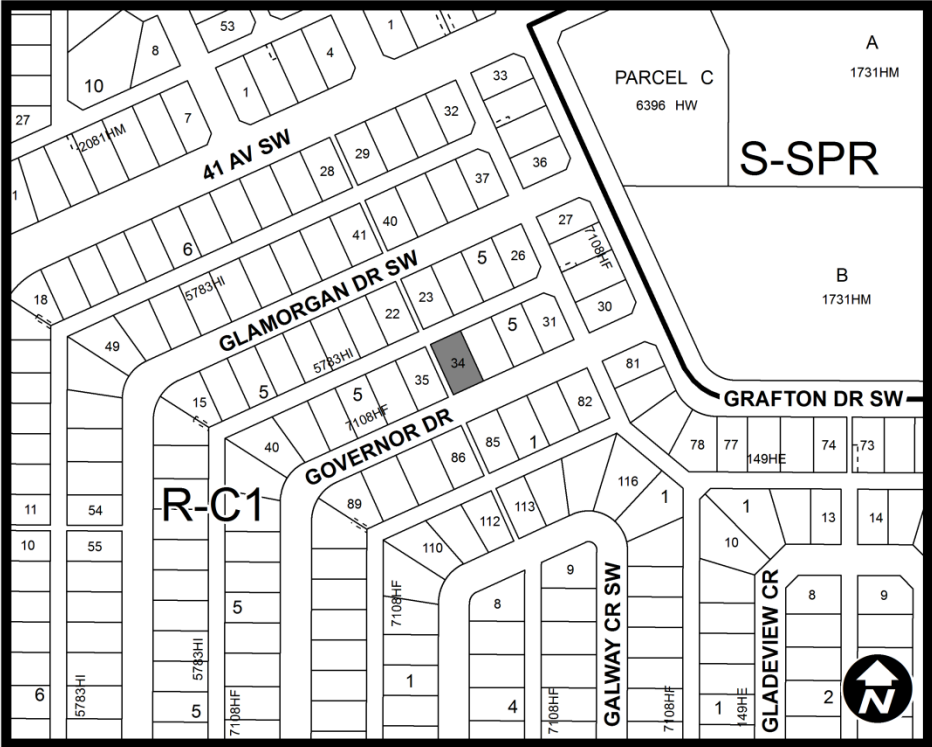 53
1
8
4
A
10
1
PARCEL C
1731HM
33
6396 HW
27
7
32
2081HM
41 AV SW
29
28
36
S-SPR
1
37
40
27
6
41
7108HF
5
26
B
5783HI
GLAMORGAN DR SW
18
23
1731HM
30
22
5
31
49
5783HI
34
81
35
15
5
5
GRAFTON DR SW
7108HF
82
GOVERNOR DR
40
85
1
78
77
74
73
86
149HE
89
R-C1
116
11
54
113
1
1
112
13
14
10
55
110
10
9
GALWAY CR SW
GLADEVIEW CR
7108HF
8
8
9
5
5783HI
1
6
5783HI
5
7108HF
4
7108HF
7108HF
1
149HE
2
N